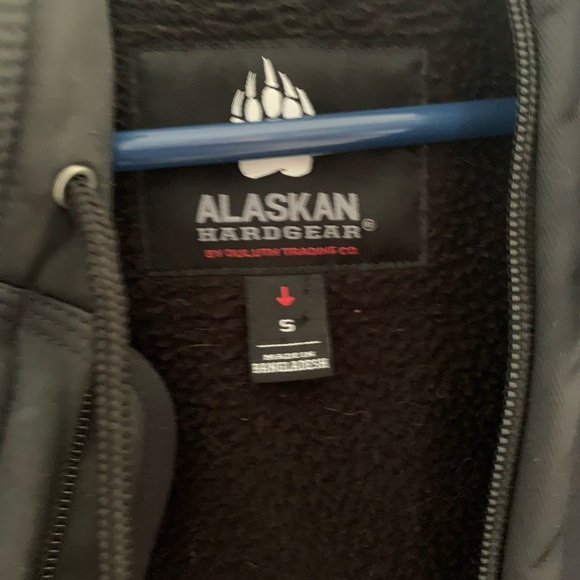 ALASKAN
HARDGEAR®
BY DULUTH TRADING CO.
S
MADE IN
BANGLADESH